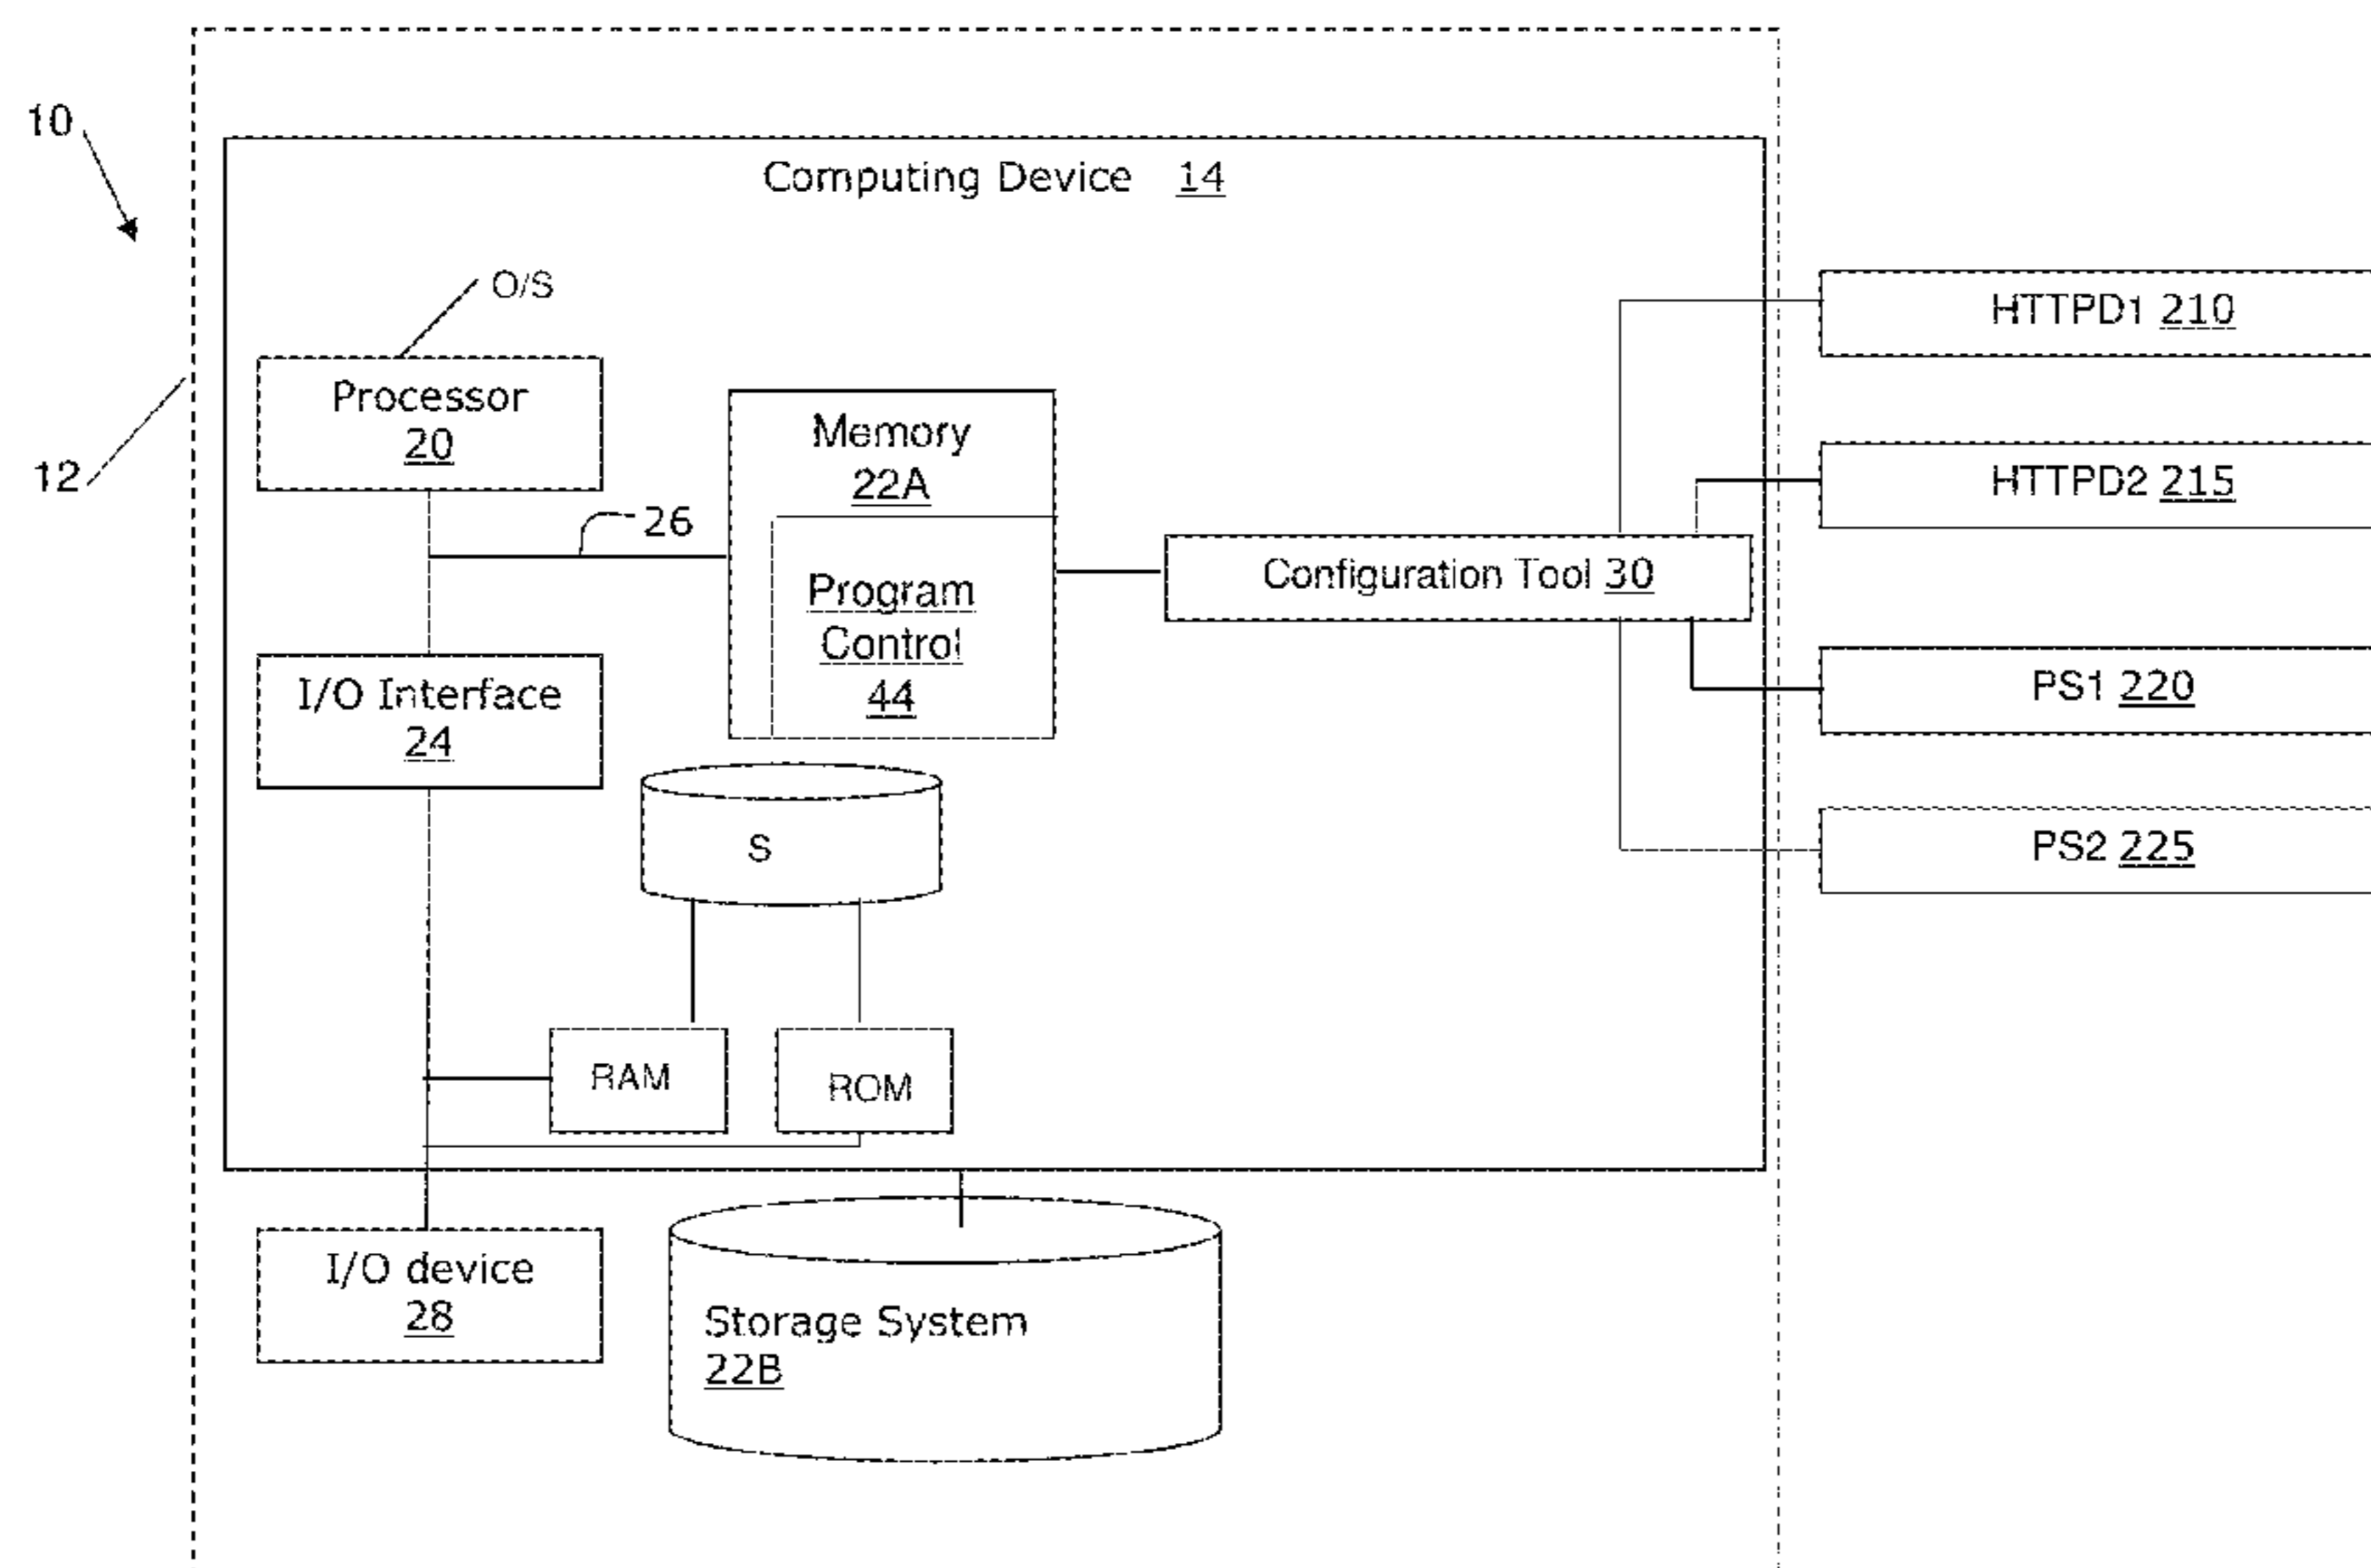 10
Computing Device 14
O/S
HTTPD1 210
Processor
20
Memory
22A
12
HTTPD2 215
26
Configuration Tool 30
Program
Control
44
I/O Interface
24
PS1 220
S
PS2 225
RAM
ROM
I/O device
28
Storage System
22B